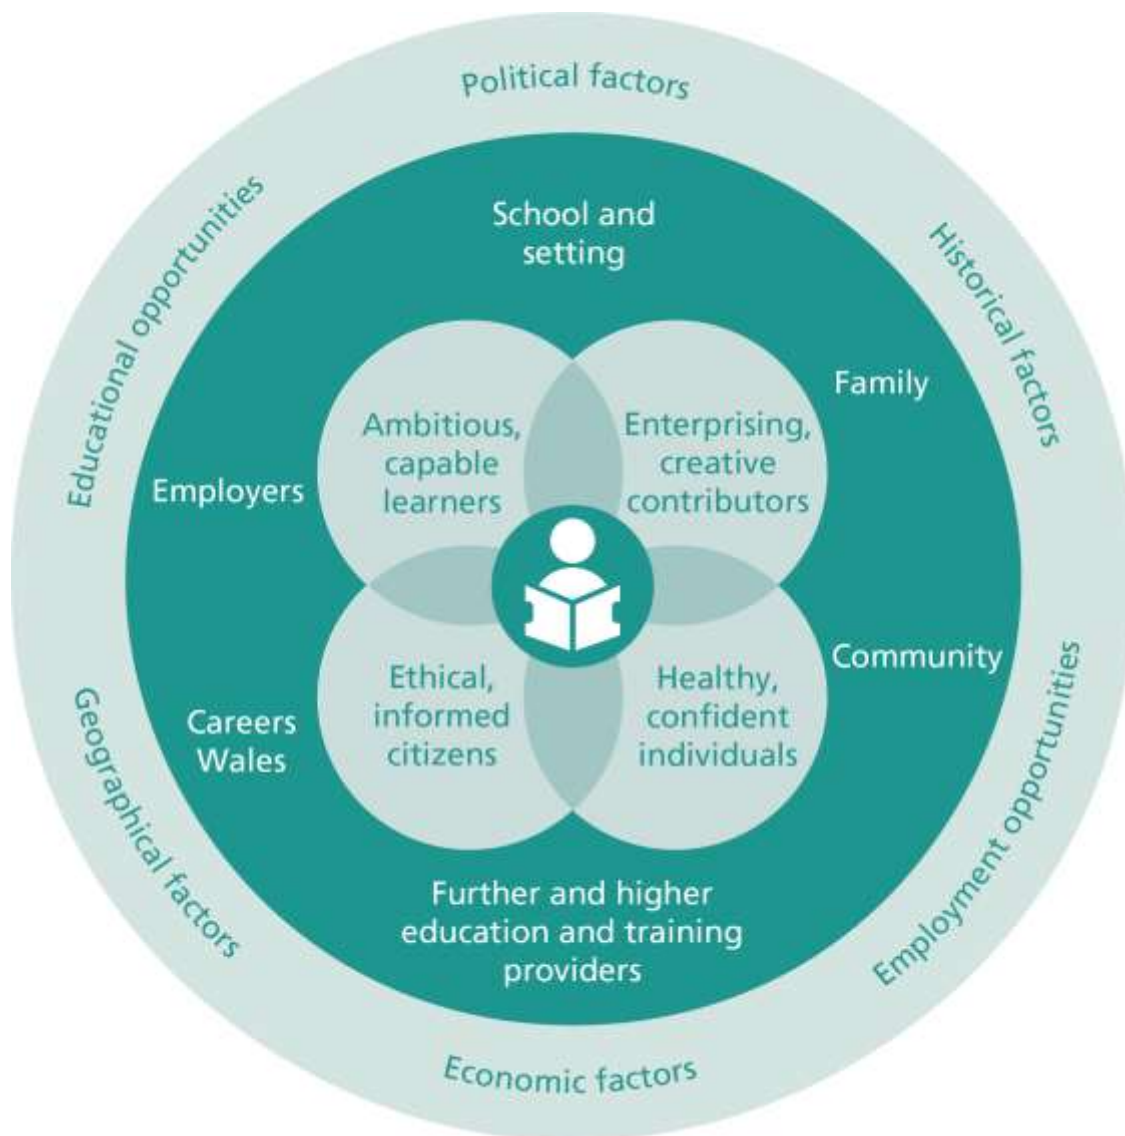 Political factors
Educational opportunities
Historical factors
School and
setting
Family
Employers
Ambitious,
capable
learners
Enterprising,
creative
contributors
Ethical,
informed
citizens
Healthy,
confident
individuals
Community
Careers
Wales
Geographical factors
Employment opportunities
Further and higher
education and training
providers
Economic factors